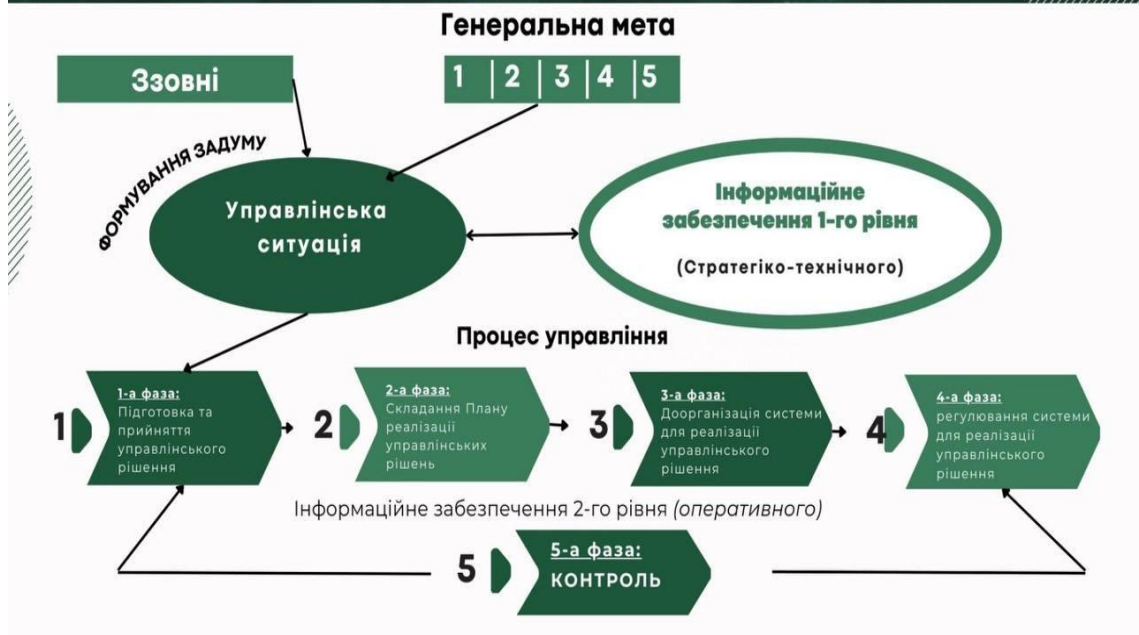 Генеральна мета
Ззовні
1 | 2 | 3 | 4 | 5
ФОРМУВАННЯ ЗАДУМУ
Управлінська
ситуація
Інформаційне
забезпечення 1-го рівня
(Стратегіко-технічного)
Процес управління
1
1-а фаза:
Підготовка та
прийняття
управлінського
рішення
2
2-а фаза:
Складання Плану
реалізації
управлінських
рішень
3
3-а фаза:
Доорганізація системи
для реалізації
управлінського
рішення
4
4-а фаза:
регулювання системи
для реалізації
управлінського
рішення
Інформаційне забезпечення 2-го рівня (оперативного)
5
5-а фаза:
КОНТРОЛЬ